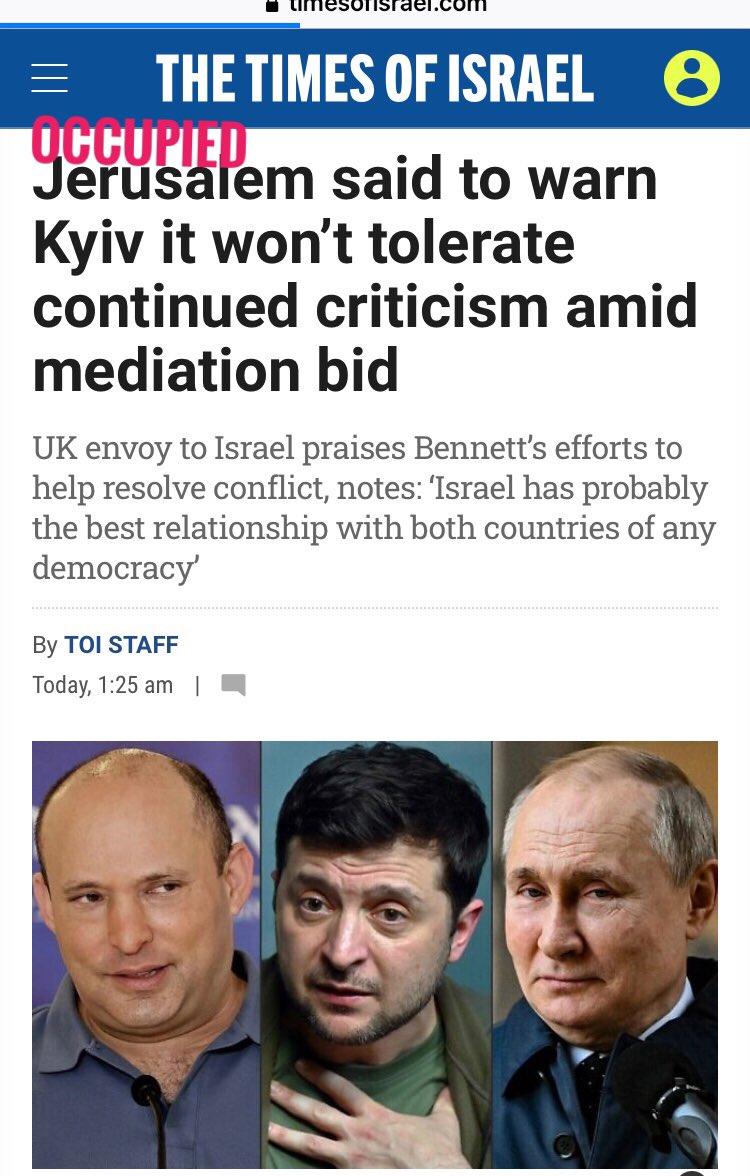 timesofisrael.com
THE TIMES OF ISRAEL
OCCUPIED
Jerusalem said to warn
Kyiv it won’t tolerate
continued criticism amid
mediation bid
UK envoy to Israel praises Bennett’s efforts to
help resolve conflict, notes: ‘Israel has probably
the best relationship with both countries of any
democracy’
By TOI STAFF
Today, 1:25 am |